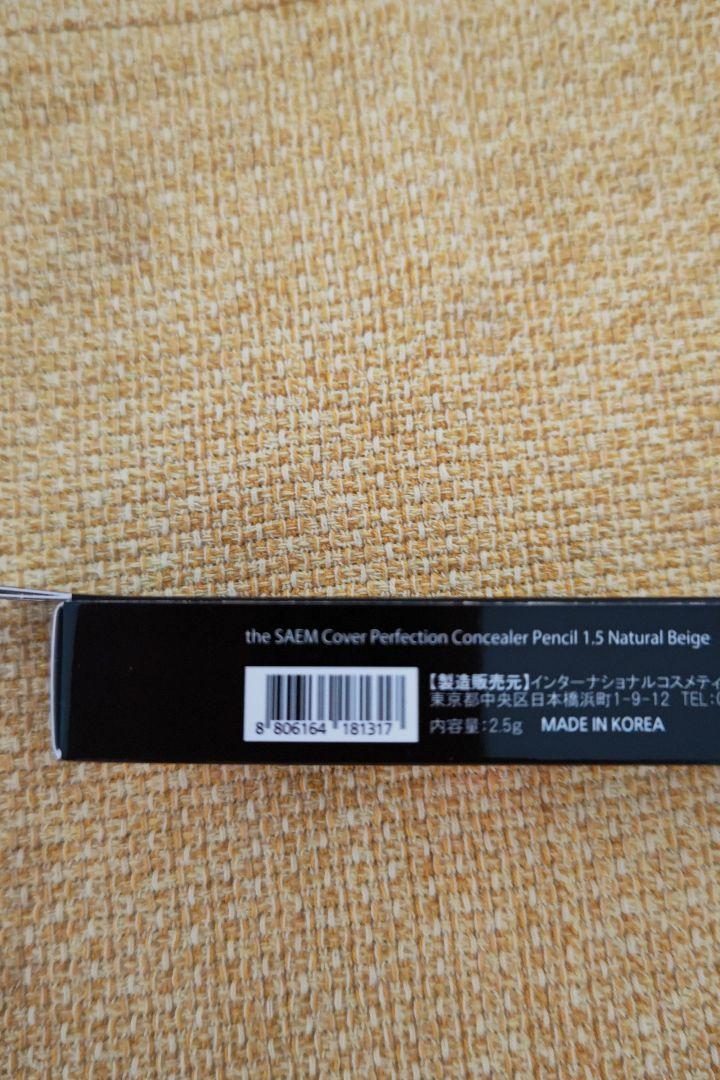 the SAEM Cover Perfection Concealer Pencil 1.5 Natural Beige
8 806164 181317
【製造販売元】インターナショナルコスメティ
東京都中央区日本橋浜町1-9-12 TEL:
内容量:2.5g MADE IN KOREA